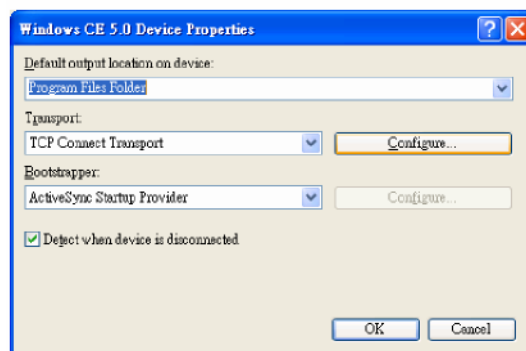 Windows CE 5.0 Device Properties
Default output location on device:
Program Files Folder
Transport:
TCP Connect Transport
Configure...
Bootstrapper:
ActiveSync Startup Provider
Configure...
Detect when device is disconnected
OK
Cancel